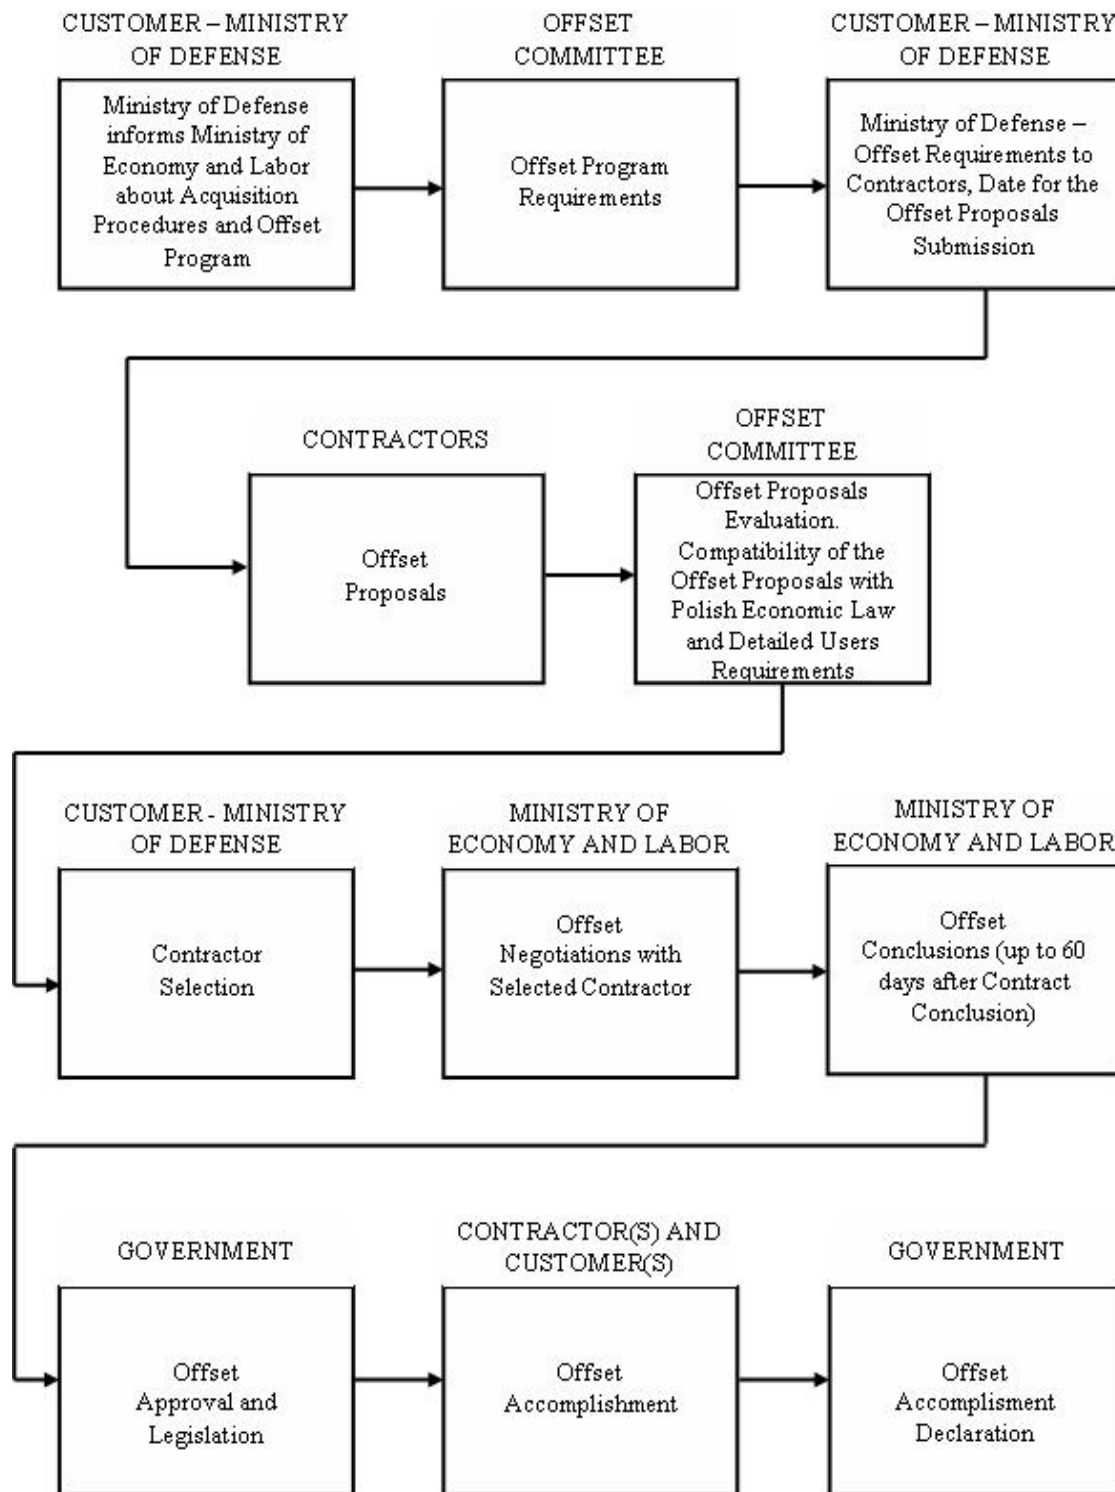 CUSTOMER – MINISTRY
OF DEFENSE
Ministry of Defense
informs Ministry of
Economy and Labor
about Acquisition
Procedures and Offset
Program
OFFSET
COMMITTEE
Offset Program
Requirements
CUSTOMER – MINISTRY
OF DEFENSE
Ministry of Defense –
Offset Requirements to
Contractors, Date for the
Offset Proposals
Submission
CONTRACTORS
Offset
Proposals
OFFSET
COMMITTEE
Offset Proposals
Evaluation.
Compatibility of the
Offset Proposals with
Polish Economic Law
and Detailed Users
Requirements
CUSTOMER - MINISTRY
OF DEFENSE
Contractor
Selection
MINISTRY OF
ECONOMY AND LABOR
Offset
Negotiations with
Selected Contractor
MINISTRY OF
ECONOMY AND LABOR
Offset
Conclusions (up to 60
days after Contract
Conclusion)
GOVERNMENT
Offset
Approval and
Legislation
CONTRACTOR(S) AND
CUSTOMER(S)
Offset
Accomplishment
GOVERNMENT
Offset
Accomplisment
Declaration